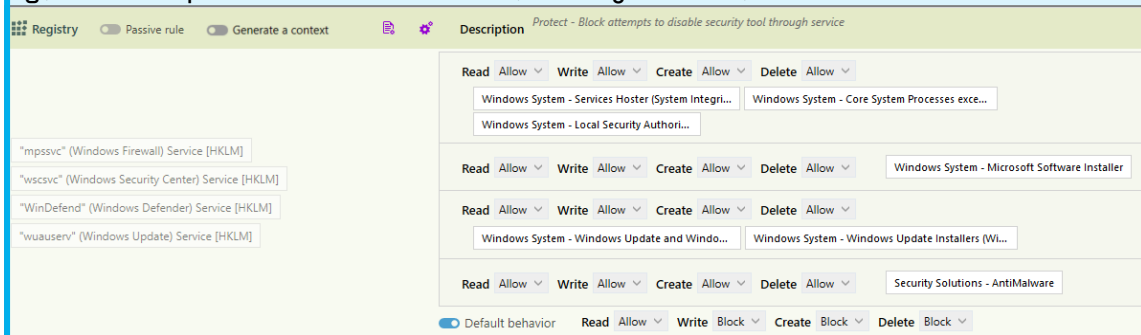 Registry Passive rule Generate a context Description Protect - Block attempts to disable security tool through service
Read Allow Write Allow Create Allow Delete Allow
Windows System - Services Hoster (System Integri... Windows System - Core System Processes exce...
Windows System - Local Security Authori...
"mpssvc" (Windows Firewall) Service [HKLM]
"wscsvc" (Windows Security Center) Service [HKLM]
"WinDefend" (Windows Defender) Service [HKLM]
"wuauserv" (Windows Update) Service [HKLM]
Read Allow Write Allow Create Allow Delete Allow Windows System - Microsoft Software Installer
Read Allow Write Allow Create Allow Delete Allow
Windows System - Windows Update and Windo... Windows System - Windows Update Installers (Wi...
Read Allow Write Allow Create Allow Delete Allow Security Solutions - AntiMalware
Default behavior Read Allow Write Block Create Block Delete Block